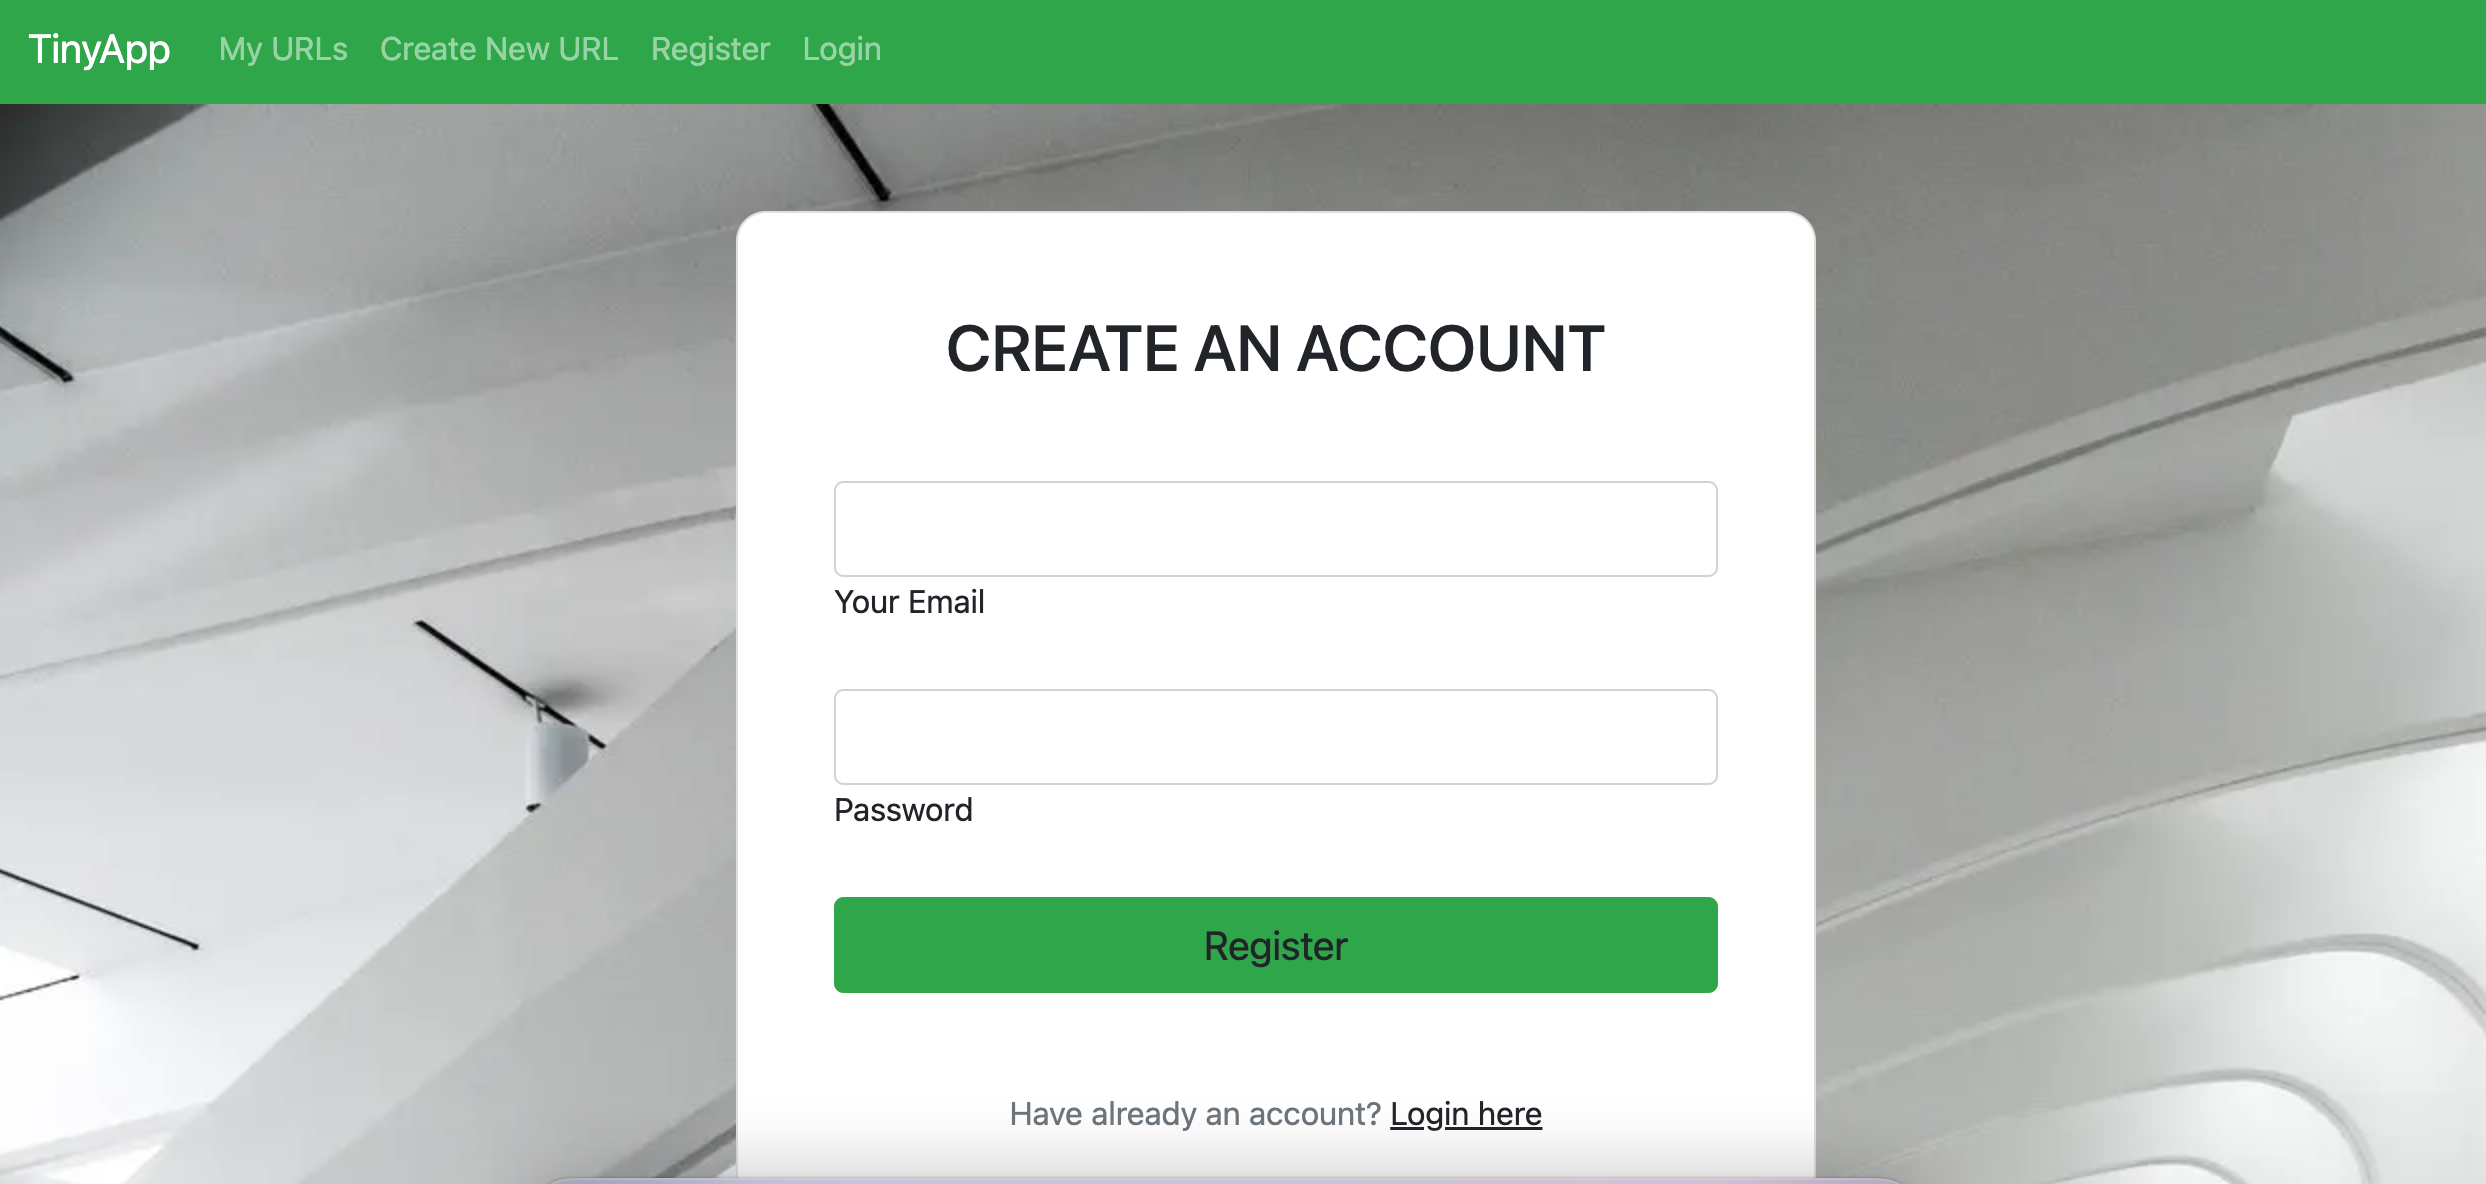 TinyApp My URLs Create New URL Register Login
CREATE AN ACCOUNT
Your Email
Password
Register
Have already an account? Login here